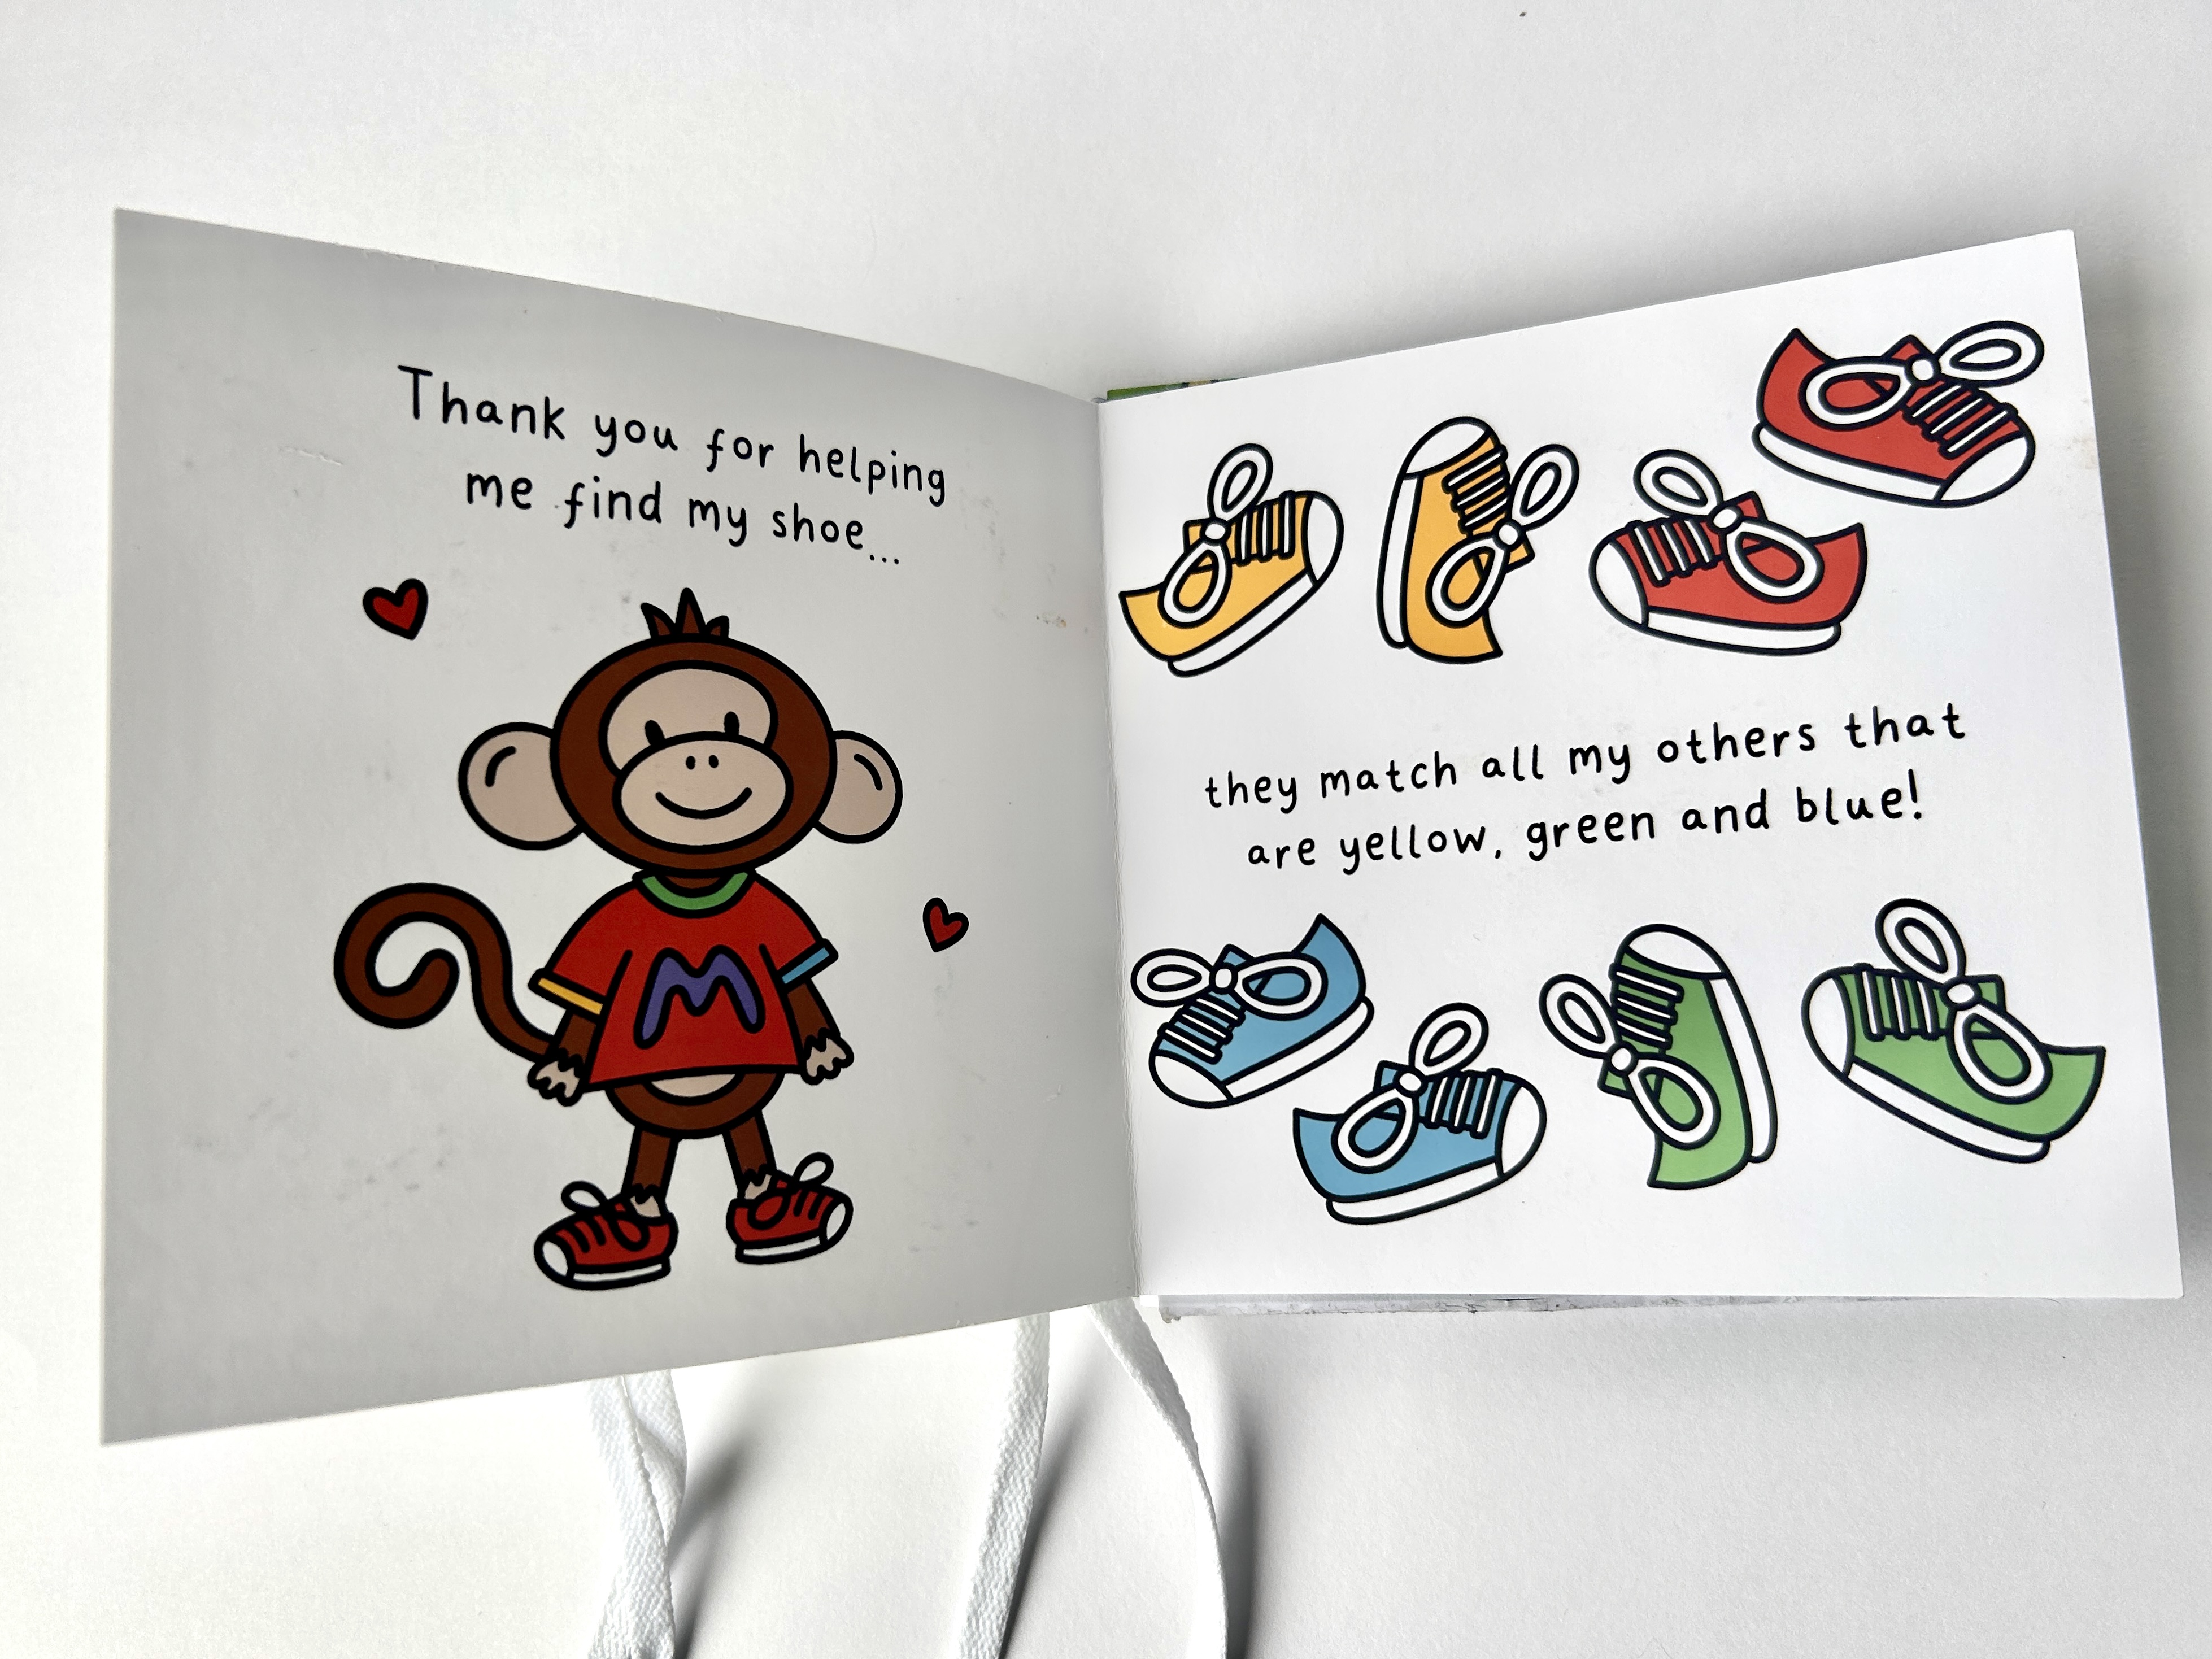 Thank you for helping
me find my shoe...
M
they match all my others that
are yellow, green and blue!